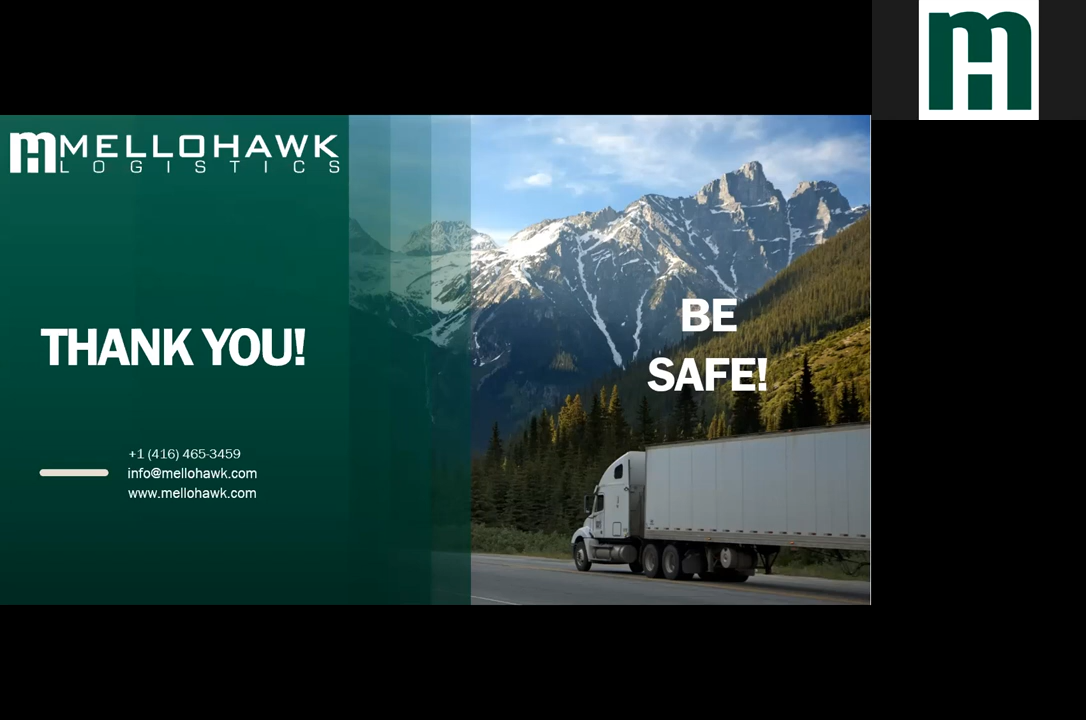 MELLOHAWK
LOGISTICS
THANK YOU!
+1 (416) 465-3459
info@mellohawk.com
www.mellohawk.com
BE
SAFE!